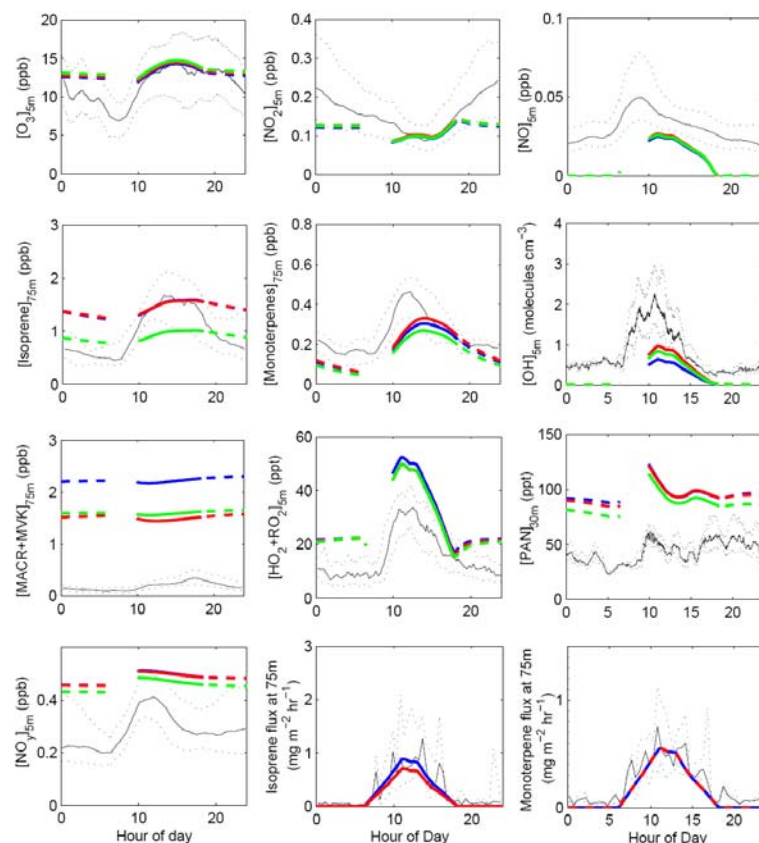 [O₃]₅ₘ (ppb)
20
15
10
5
0
0 10 20
[NO₂]₅ₘ (ppb)
0.4
0.3
0.2
0.1
0
0 10 20
[NO]₅ₘ (ppb)
0.1
0.05
0
0 10 20
[Isoprene]₇₅ₘ (ppb)
3
2
1
0
0 10 20
[Monoterpenes]₇₅ₘ (ppb)
0.8
0.6
0.4
0.2
0
0 10 20
[OH]₅ₘ (molecules cm⁻³)
4
3
2
1
0
0 10 20
[MACR+MVK]₇₅ₘ (ppb)
3
2
1
0
0 10 20
[HO₂+RO₂]₅ₘ (ppt)
60
40
20
0
0 10 20
[PAN]₃₀ₘ (ppt)
150
100
50
0
0 10 20
[NOy]₅ₘ (ppb)
0.4
0.2
0
0 10 20
Hour of day
Isoprene flux at 75m
(mg m⁻² hr⁻¹)
3
2
1
0
0 10 20
Hour of Day
Monoterpene flux at 75m
(mg m⁻² hr⁻¹)
1
0
0 5 10 15 20
Hour of Day